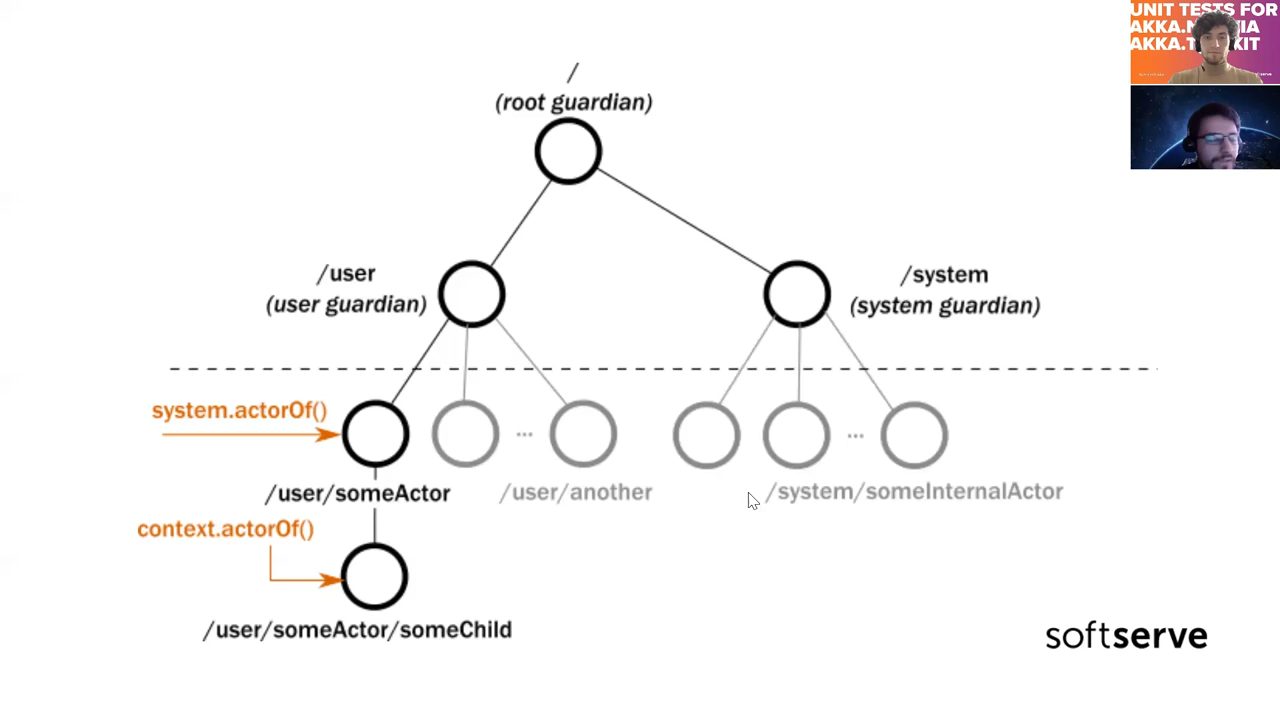 UNIT TESTS FOR
/
(root guardian)
/user
(user guardian)
/system
(system guardian)
system.actorOf()
...
...
/user/someActor
/user/another
/system/someInternalActor
context.actorOf()
/user/someActor/someChild
softserve